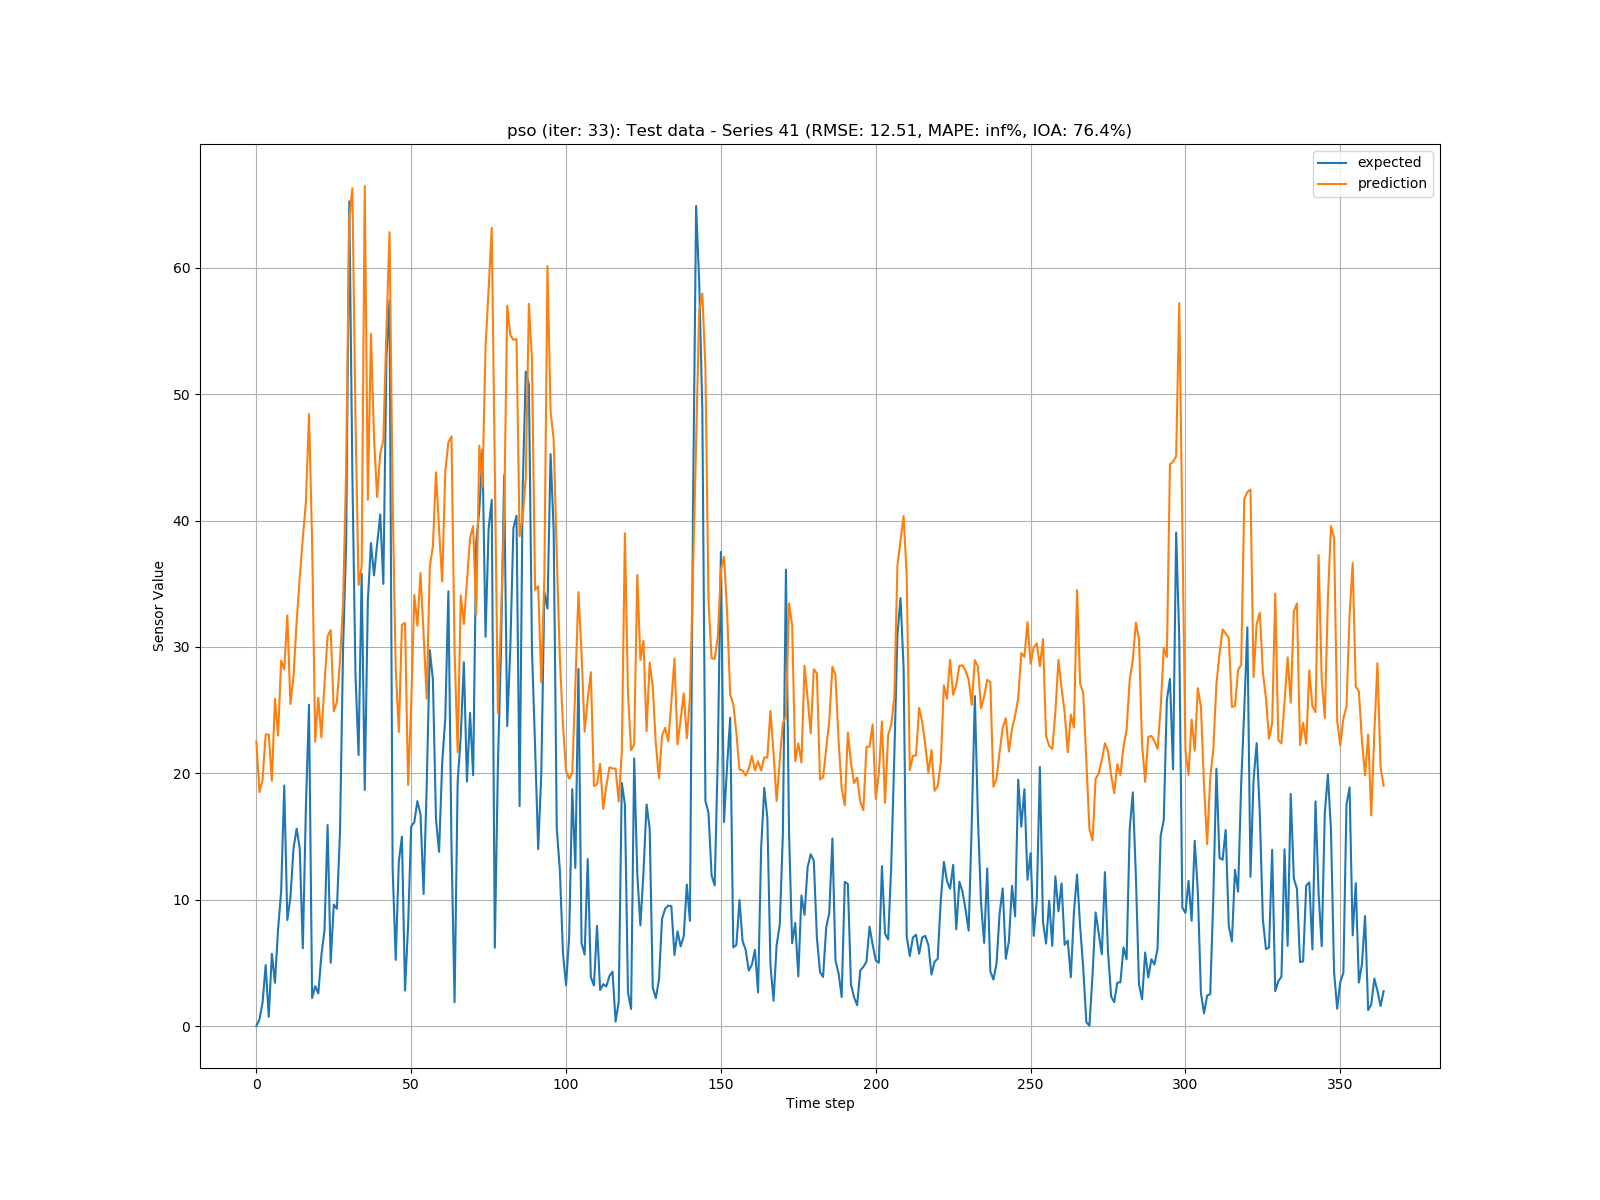 pso (iter: 33): Test data - Series 41 (RMSE: 12.51, MAPE: inf%, IOA: 76.4%)
expected
prediction
Sensor Value
60
50
40
30
20
10
0
0 50 100 150 200 250 300 350
Time step